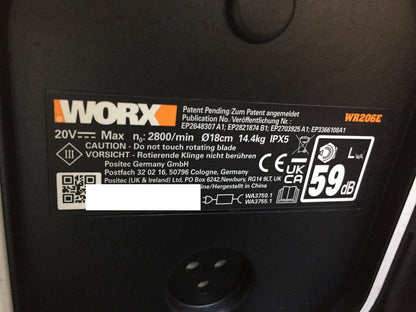 WORX
Patent Pending Zum Patent angemeldet
Publication No. Veröffentlichung Nr.:
EP2648307 A1; EP2821874 B1; EP2703925 A1; EP3366108A1
WR206E
20V Max n₀: 2800/min Ø18cm 14.4kg IPX5
CAUTION - Do not touch rotating blade
VORSICHT - Rotierende Klinge nicht berühren
III
Positec Germany GmbH
Postfach 32 02 16, 50796 Cologne, Germany
Positec (UK & Ireland) Ltd, PO Box 6242, Newbury, RG14 9LT, UK
/Hergestellt in China
WA3750.1
WA3755.1
CE
UK
CA
LWA
59dB